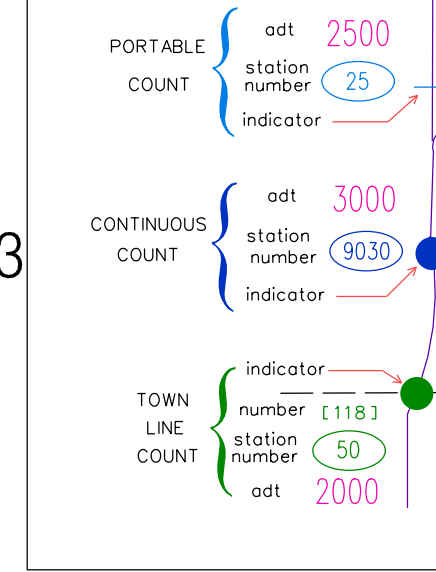 PORTABLE
COUNT
adt 2500
station
number 25
indicator
3
CONTINUOUS
COUNT
adt 3000
station
number 9030
indicator
TOWN
LINE
COUNT
indicator
number [118]
station
number 50
adt 2000